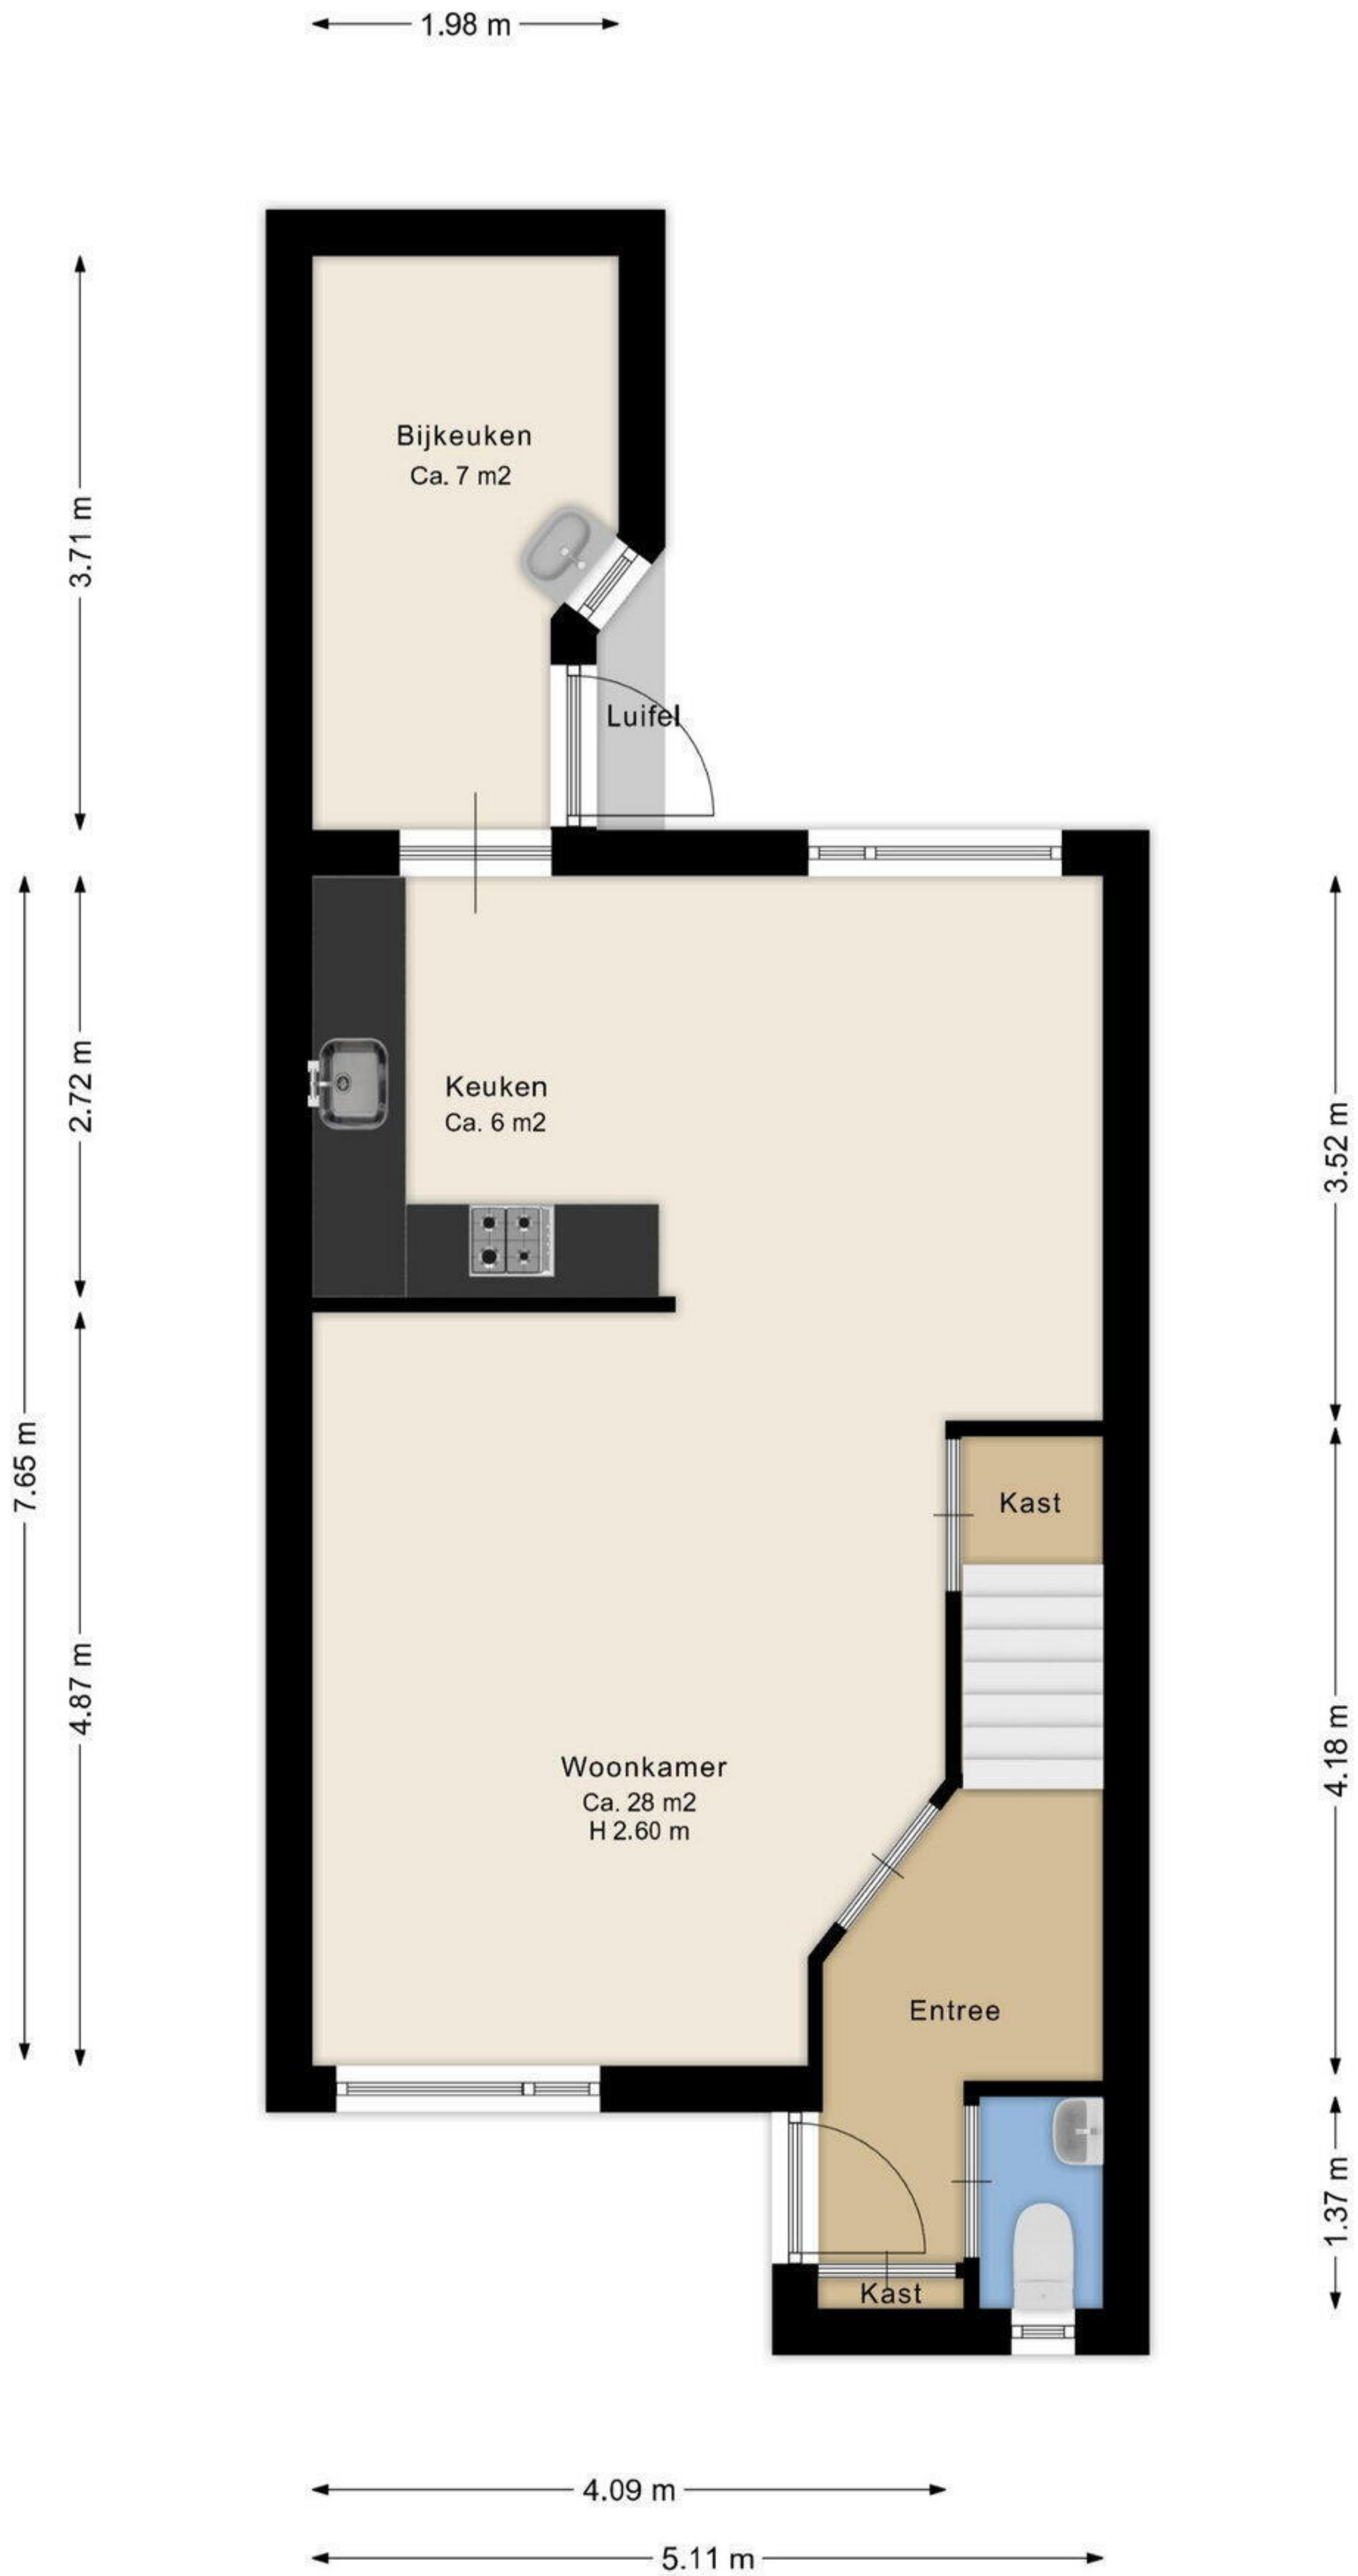 1.98 m
Bijkeuken
Ca. 7 m2
3.71 m
Luifel
Keuken
Ca. 6 m2
2.72 m
3.52 m
7.65 m
Kast
4.87 m
Woonkamer
Ca. 28 m2
H 2.60 m
4.18 m
Entree
1.37 m
Kast
4.09 m
5.11 m